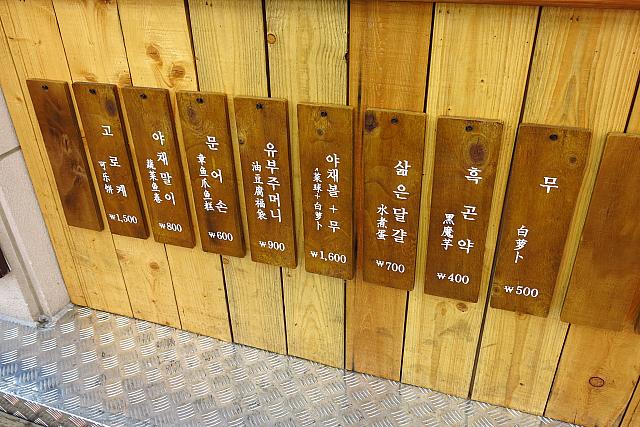 고로케
可乐饼
₩1,500
야채말이
蔬菜鱼卷
₩800
문어손
章鱼爪鱼糕
₩600
유부주머니
油豆腐福袋
₩900
야채볼+무
菜球+白萝卜
₩1,600
삶은달걀
水煮蛋
₩700
흑곤약
黑魔芋
₩400
무
白萝卜
₩500